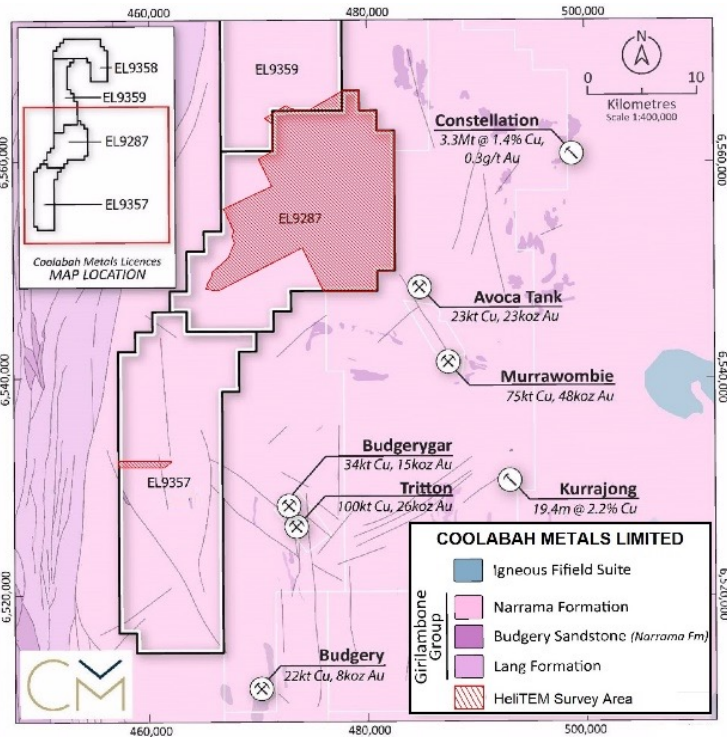 460,000
480,000
500,000
EL9358
EL9359
EL9287
EL9357
Coolabah Metals Licences
MAP LOCATION
EL9359
N
0 10
Kilometres
Scale 1:400,000
Constellation
3.3Mt @ 1.4% Cu,
0.3g/t Au
6,560,000
6,560,000
EL9287
Avoca Tank
23kt Cu, 23koz Au
Murrawombie
75kt Cu, 48koz Au
6,540,000
6,540,000
Budgerygar
34kt Cu, 15koz Au
Tritton
100kt Cu, 26koz Au
EL9357
Kurrajong
19.4m @ 2.2% Cu
6,520,000
6,520,000
Budgery
22kt Cu, 8koz Au
COOLABAH METALS LIMITED
Igneous Fifield Suite
Girilambone
Group
Narrama Formation
Budgery Sandstone (Narrama Fm)
Lang Formation
HeliTEM Survey Area
CM
460,000
480,000
500,000